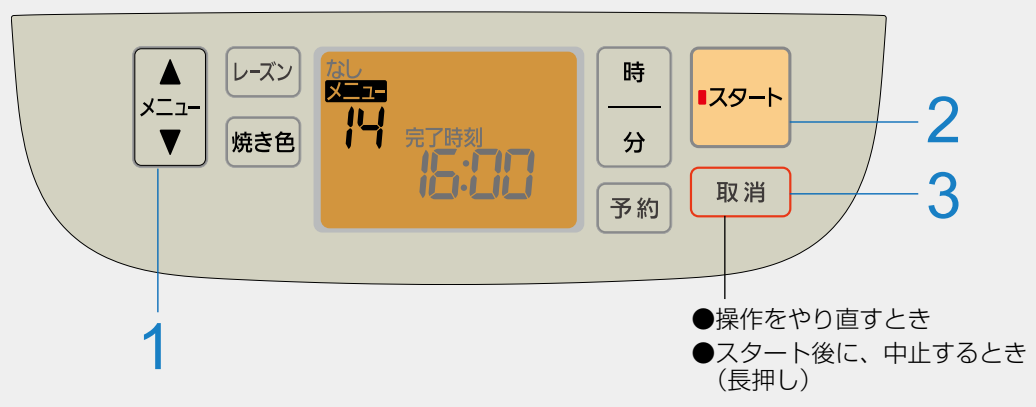 ▲
メニュー
▼
レーズン
焼き色
なし
メニュー
14
完了時刻
16:00
時
分
予約
スタート
取消
1
2
3
●操作をやり直すとき
●スタート後に、中止するとき
（長押し）